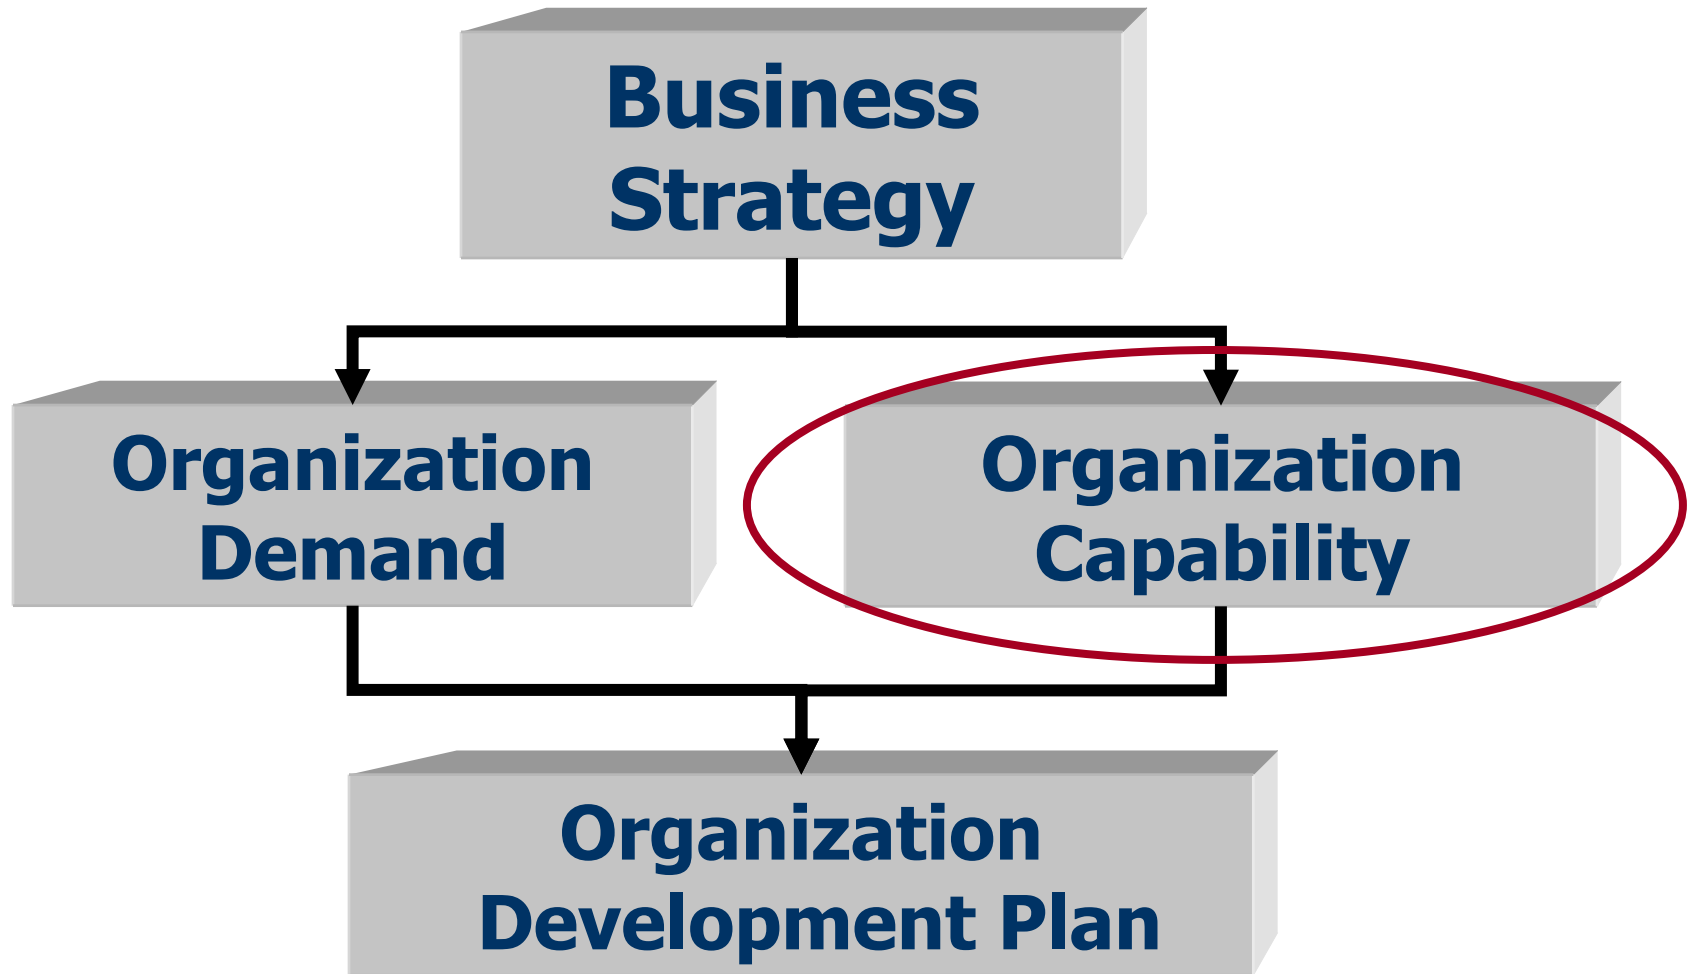 Business
Strategy
Organization
Demand
Organization
Capability
Organization
Development Plan